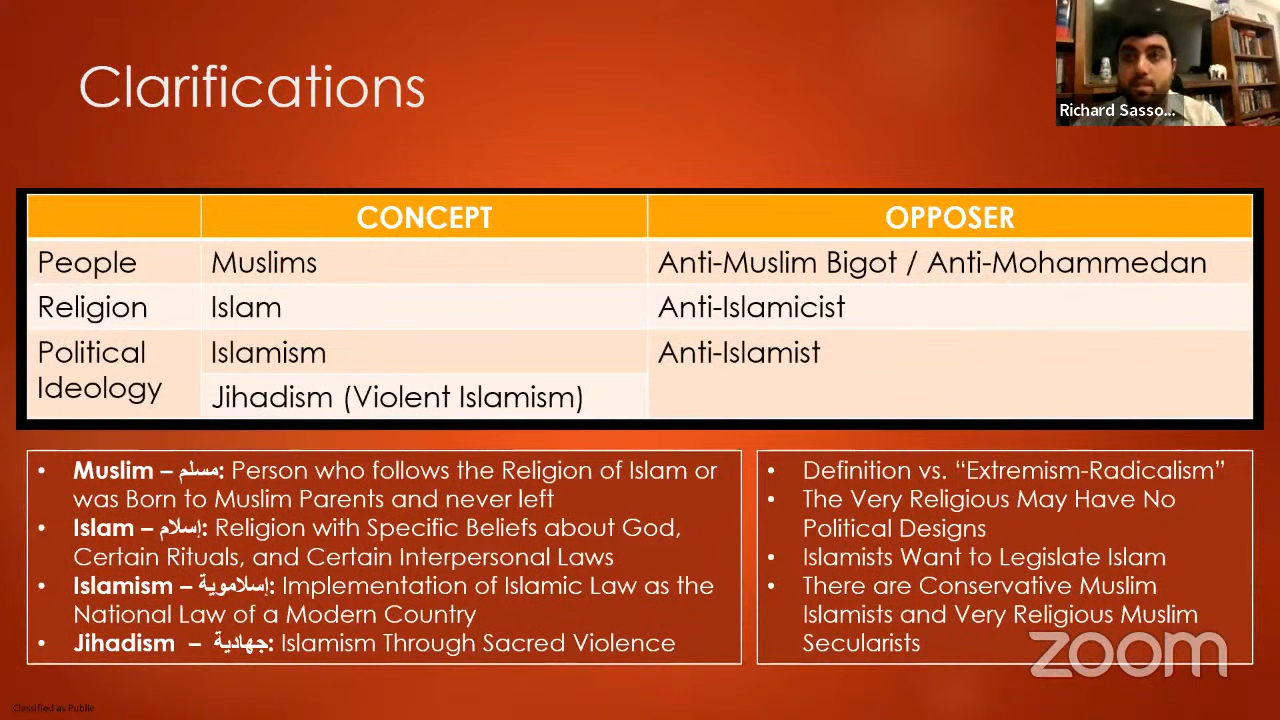 Clarifications
Richard Sasso...
CONCEPT OPPOSER
People Muslims Anti-Muslim Bigot / Anti-Mohammedan
Religion Islam Anti-Islamicist
Political Ideology Islamism Anti-Islamist
Jihadism (Violent Islamism)
• Muslim – مسلم: Person who follows the Religion of Islam or
was Born to Muslim Parents and never left
• Islam – إسلام: Religion with Specific Beliefs about God,
Certain Rituals, and Certain Interpersonal Laws
• Islamism – إسلاموية: Implementation of Islamic Law as the
National Law of a Modern Country
• Jihadism – جهادية: Islamism Through Sacred Violence
• Definition vs. “Extremism-Radicalism”
• The Very Religious May Have No
Political Designs
• Islamists Want to Legislate Islam
• There are Conservative Muslim
Islamists and Very Religious Muslim
Secularists
zoom
Classified as Public